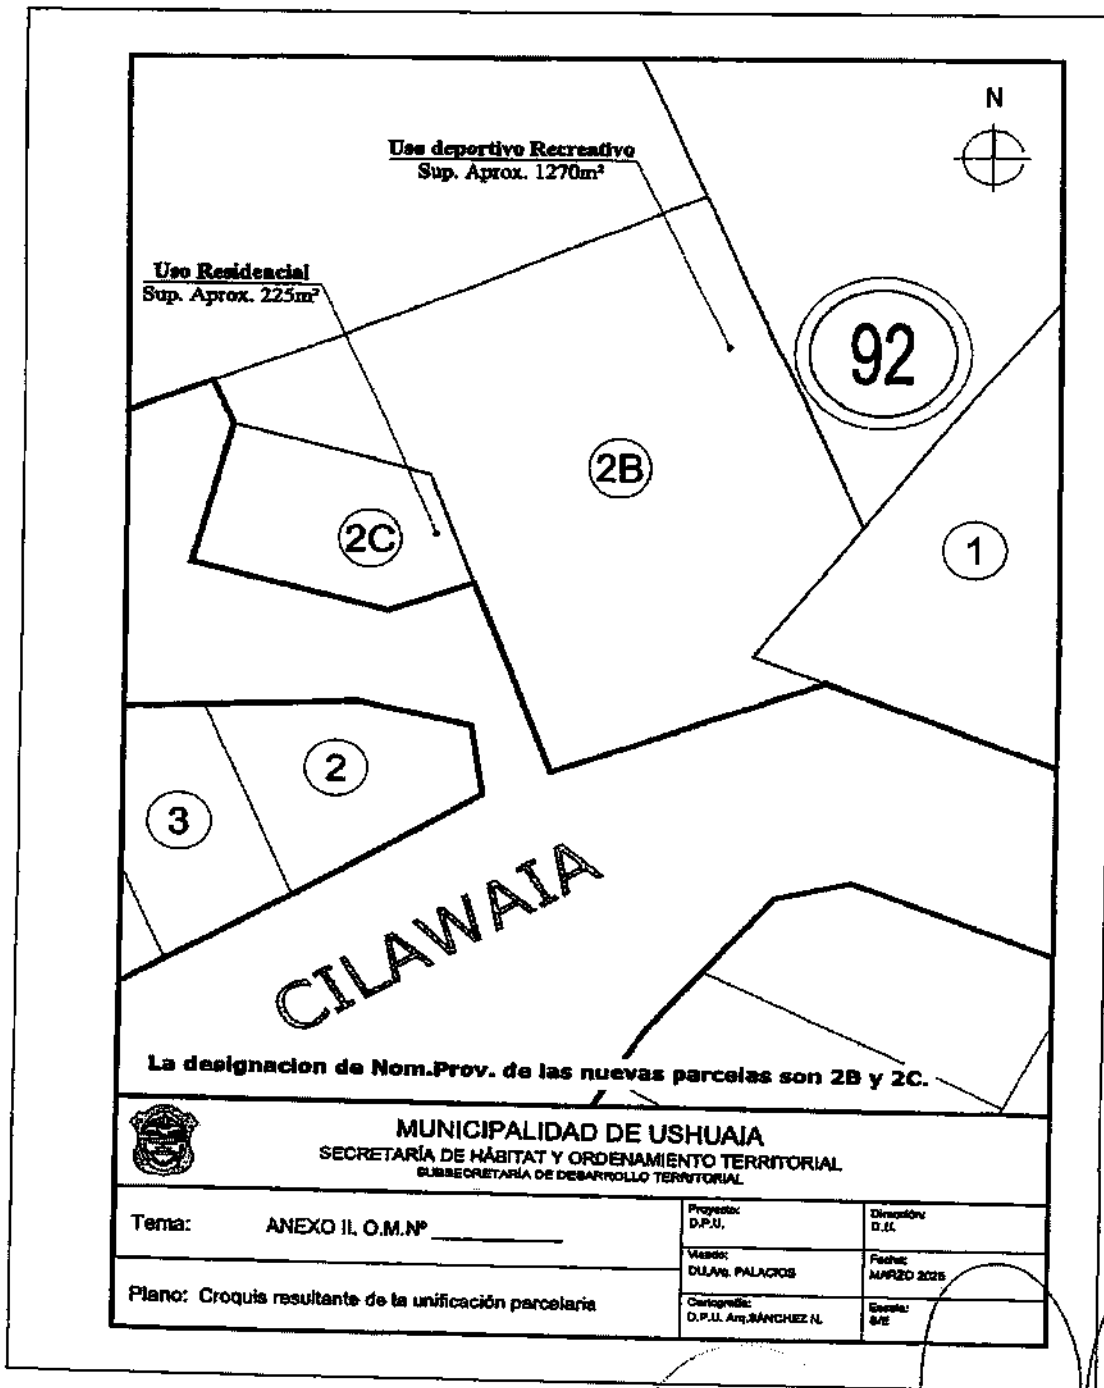 N
Uso deportivo Recreativo
Sup. Aprox. 1270m²
Uso Residencial
Sup. Aprox. 225m²
92
2B
2C
1
2
3
CILAWAIA
La designacion de Nom.Prov. de las nuevas parcelas son 2B y 2C.
MUNICIPALIDAD DE USHUAIA
SECRETARÍA DE HÁBITAT Y ORDENAMIENTO TERRITORIAL
SUBSECRETARÍA DE DESARROLLO TERRITORIAL
Tema: ANEXO II. O.M.Nº
Proyecto:
D.P.U.
Dirección:
D.U.
Visado:
D.U.Arq. PALACIOS
Fecha:
MARZO 2025
Plano: Croquis resultante de la unificación parcelaria
Cartografía:
D.P.U. Arq.SÁNCHEZ N.
Escala:
S/E